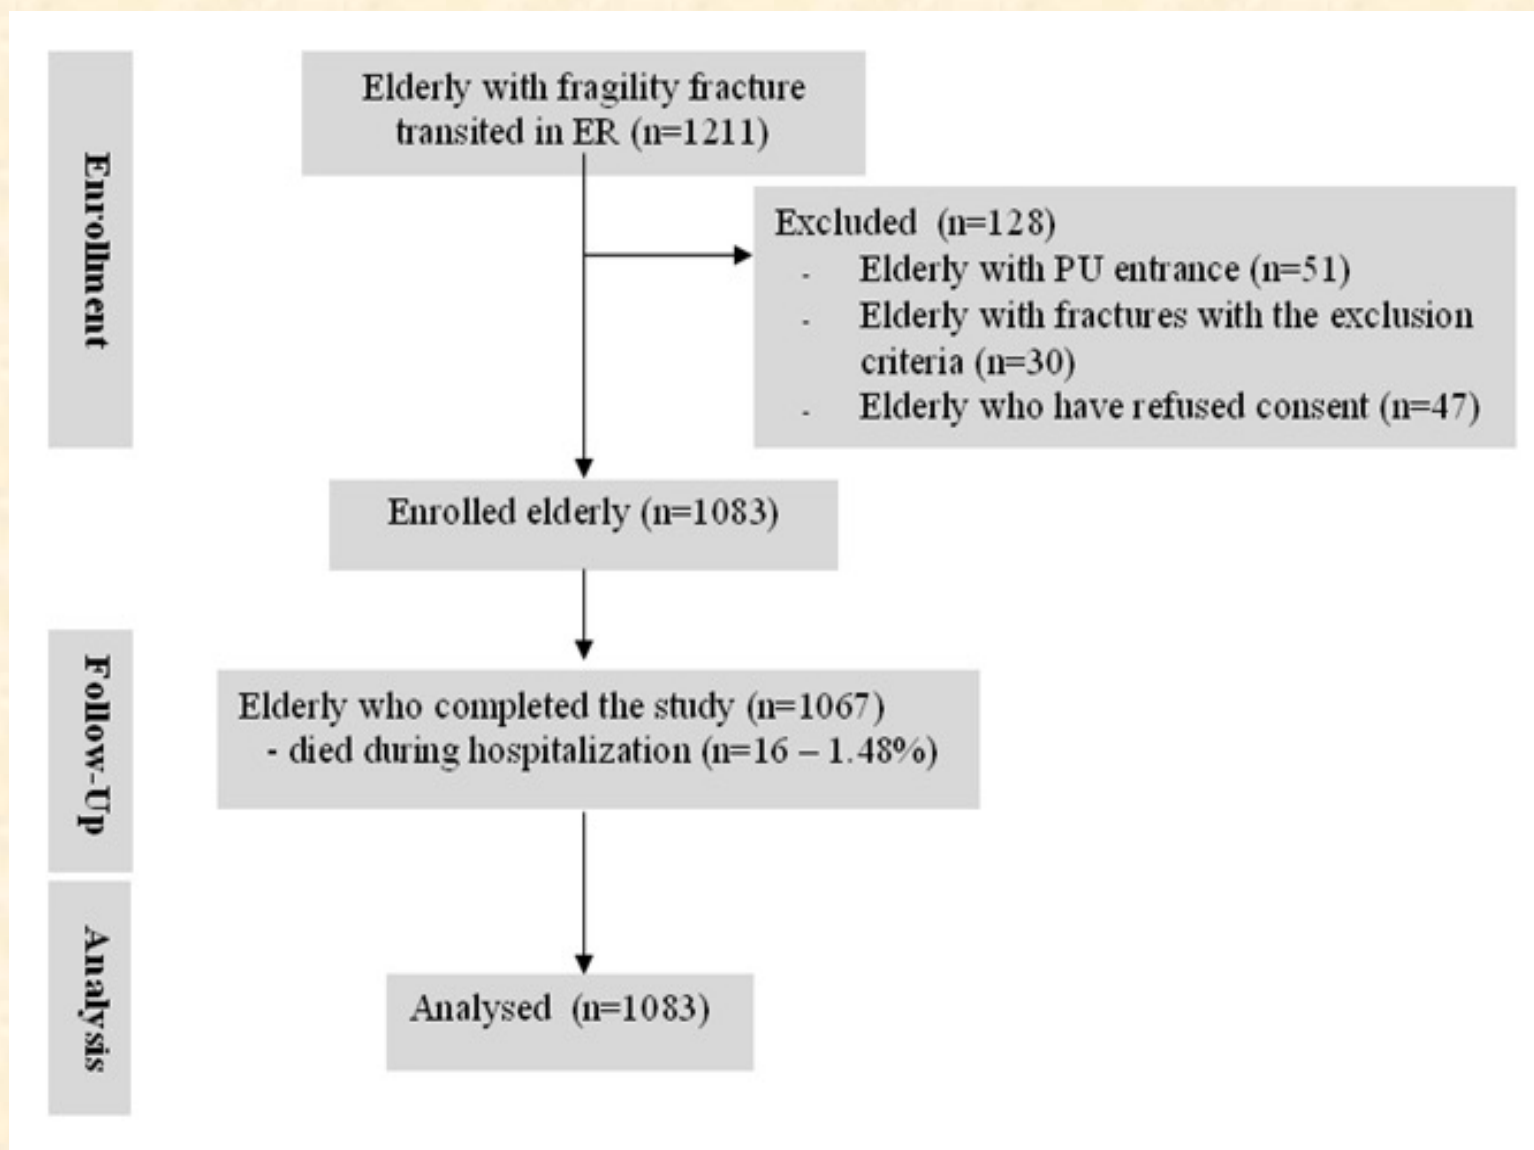 Enrollment
Elderly with fragility fracture
transited in ER (n=1211)
Excluded (n=128)
- Elderly with PU entrance (n=51)
- Elderly with fractures with the exclusion
criteria (n=30)
- Elderly who have refused consent (n=47)
Enrolled elderly (n=1083)
Follow-Up
Elderly who completed the study (n=1067)
- died during hospitalization (n=16 – 1.48%)
Analysis
Analysed (n=1083)